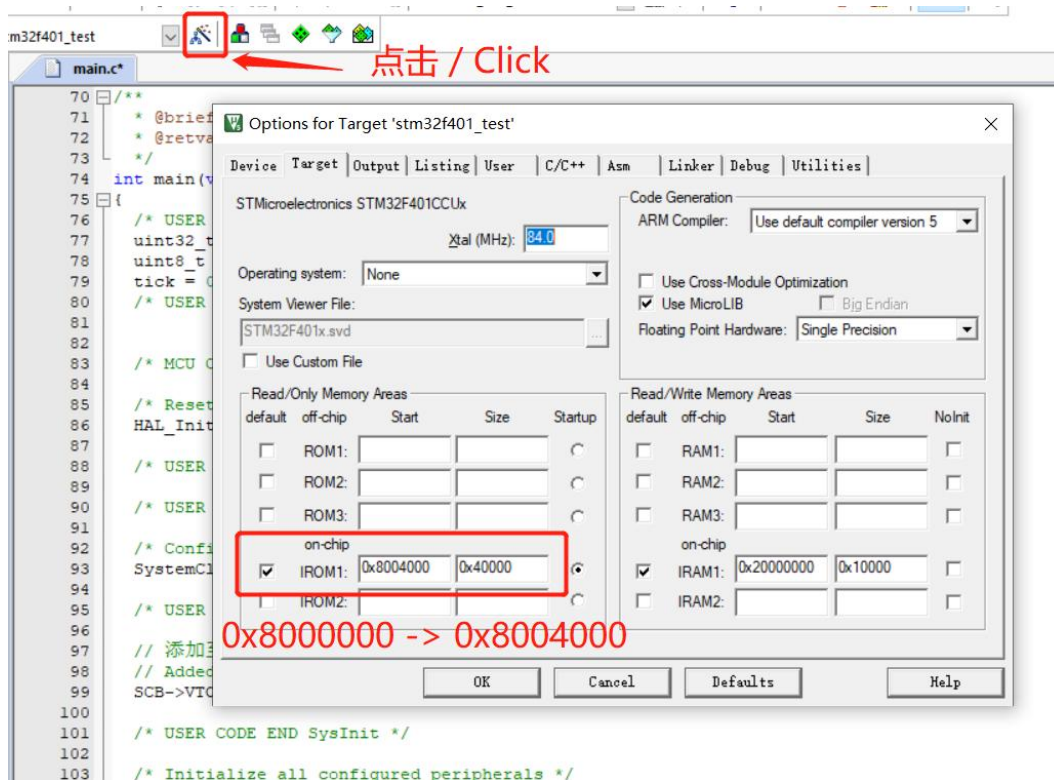 m32f401_test
点击 / Click
main.c*
70 /**
71 * @brief
72 * @retva
73 */
74 int main(v
75 {
76 /* USER
77 uint32_t
78 uint8_t
79 tick = 0
80 /* USER
81
82
83 /* MCU C
84
85 /* Reset
86 HAL_Init
87
88 /* USER
89
90 /* USER
91
92 /* Confi
93 SystemCl
94
95 /* USER
96
97 // 添加至
98 // Added
99 SCB->VTO
100
101 /* USER CODE END SysInit */
102
103 /* Initialize all configured peripherals */
Options for Target 'stm32f401_test'
Device Target Output Listing User C/C++ Asm Linker Debug Utilities
STMicroelectronics STM32F401CCUx
Xtal (MHz): 84.0
Operating system: None
System Viewer File:
STM32F401x.svd
...
Use Custom File
Code Generation
ARM Compiler: Use default compiler version 5
Use Cross-Module Optimization
Use MicroLIB Big Endian
Floating Point Hardware: Single Precision
Read/Only Memory Areas
default off-chip Start Size Startup
ROM1:
ROM2:
ROM3:
on-chip
IROM1: 0x8004000 0x40000
IROM2:
Read/Write Memory Areas
default off-chip Start Size NoInit
RAM1:
RAM2:
RAM3:
on-chip
IRAM1: 0x20000000 0x10000
IRAM2:
0x8000000 -> 0x8004000
OK Cancel Defaults Help